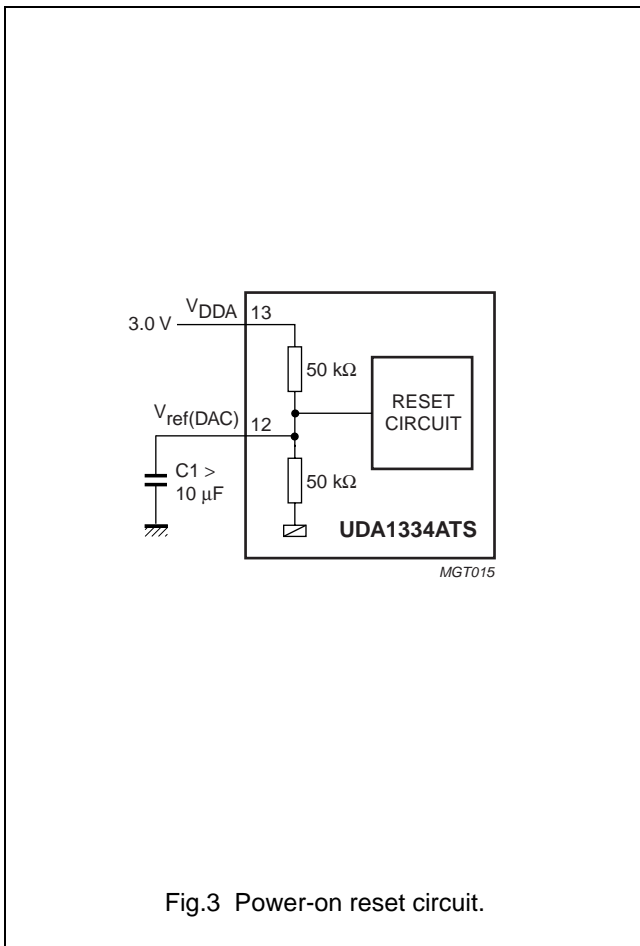 VDDA
13
3.0 V
50 kΩ
RESET
CIRCUIT
Vref(DAC)
12
C1 >
10 μF
50 kΩ
UDA1334ATS
MGT015
Fig.3 Power-on reset circuit.